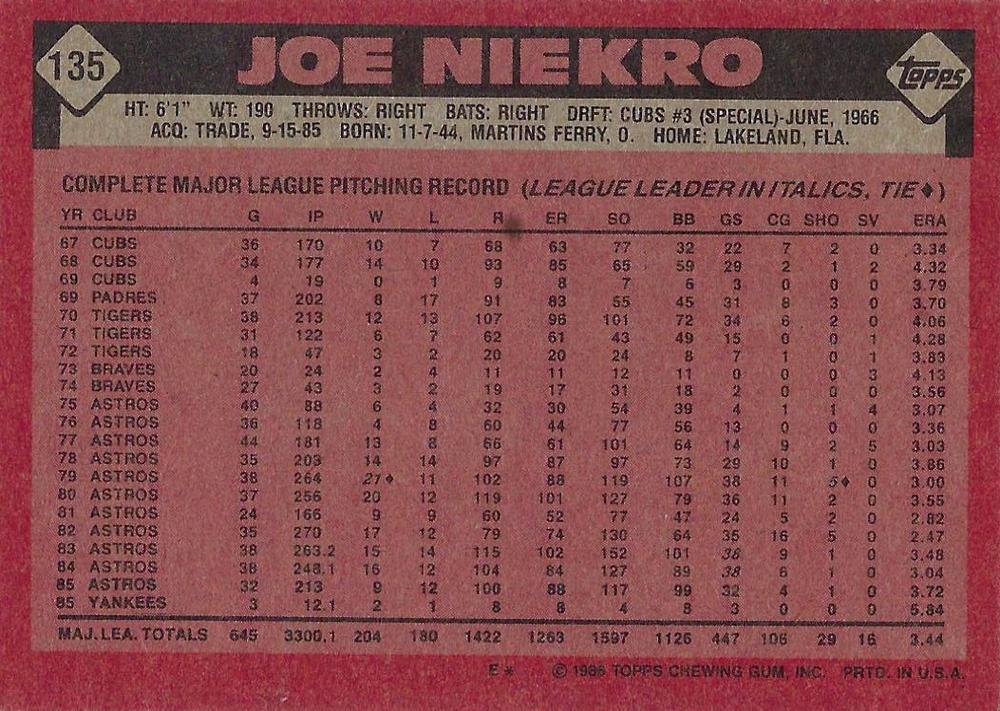 135 JOE NIEKRO topps
HT: 6'1" WT: 190 THROWS: RIGHT BATS: RIGHT DRFT: CUBS #3 (SPECIAL)-JUNE, 1966
ACQ: TRADE, 9-15-85 BORN: 11-7-44, MARTINS FERRY, O. HOME: LAKELAND, FLA.
COMPLETE MAJOR LEAGUE PITCHING RECORD (LEAGUE LEADER IN ITALICS, TIE♦)
YR CLUB G IP W L R ER SO BB GS CG SHO SV ERA
67 CUBS 36 170 10 7 68 63 77 32 22 7 2 0 3.34
68 CUBS 34 177 14 10 93 85 65 59 29 2 1 2 4.32
69 CUBS 4 19 0 1 9 8 7 6 3 0 0 0 3.79
69 PADRES 37 202 8 17 91 83 55 45 31 8 3 0 3.70
70 TIGERS 38 213 12 13 107 96 101 72 34 6 2 0 4.06
71 TIGERS 31 122 6 7 62 61 43 49 15 0 0 1 4.28
72 TIGERS 18 47 3 2 20 20 24 8 7 1 0 1 3.83
73 BRAVES 20 24 2 4 11 11 12 11 0 0 0 3 4.13
74 BRAVES 27 43 3 2 19 17 31 18 2 0 0 0 3.56
75 ASTROS 40 88 6 4 32 30 54 39 4 1 1 4 3.07
76 ASTROS 36 118 4 8 60 44 77 56 13 0 0 0 3.36
77 ASTROS 44 181 13 8 66 61 101 64 14 9 2 5 3.03
78 ASTROS 35 203 14 14 97 87 97 73 29 10 1 0 3.86
79 ASTROS 38 264 27♦ 11 102 88 119 107 38 11 5♦ 0 3.00
80 ASTROS 37 256 20 12 119 101 127 79 36 11 2 0 3.55
81 ASTROS 24 166 9 9 60 52 77 47 24 5 2 0 2.82
82 ASTROS 35 270 17 12 79 74 130 64 35 16 5 0 2.47
83 ASTROS 38 263.2 15 14 115 102 152 101 38 9 1 0 3.48
84 ASTROS 38 248.1 16 12 104 84 127 89 38 6 1 0 3.04
85 ASTROS 32 213 9 12 100 88 117 99 32 4 1 0 3.72
85 YANKEES 3 12.1 2 1 8 8 4 8 3 0 0 0 5.84
MAJ. LEA. TOTALS 645 3300.1 204 180 1422 1263 1597 1126 447 106 29 16 3.44
E* © 1986 TOPPS CHEWING GUM, INC. PRTD. IN U.S.A.